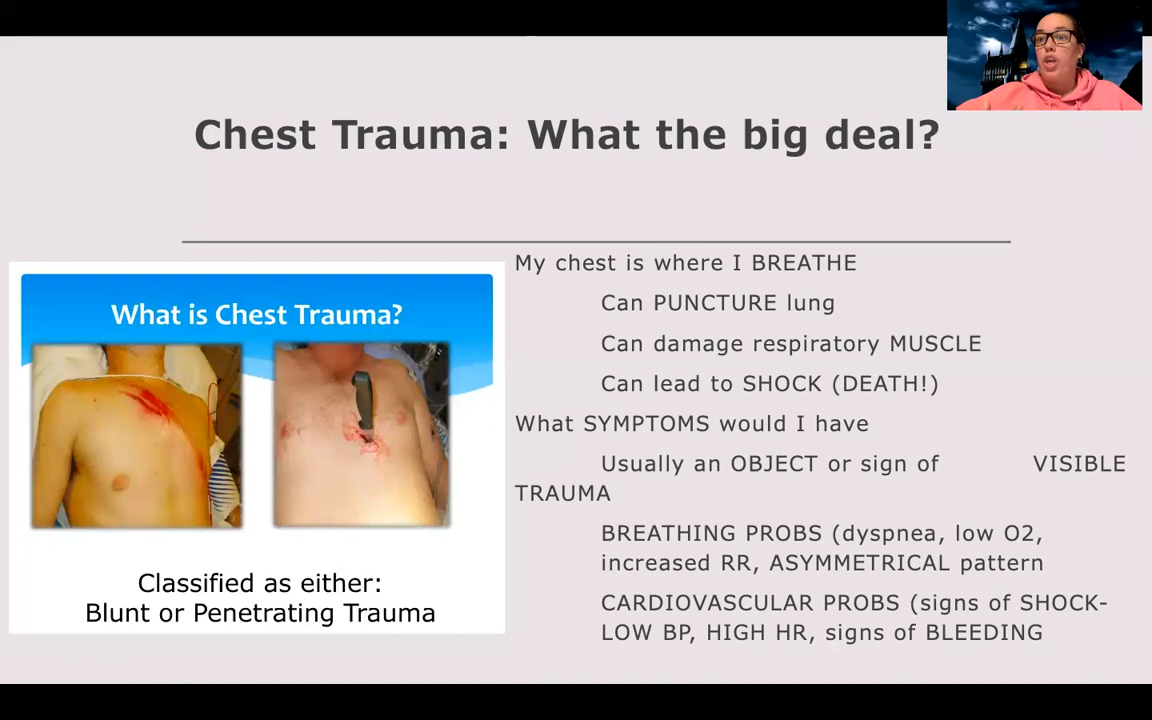 Chest Trauma: What the big deal?
What is Chest Trauma?
Classified as either:
Blunt or Penetrating Trauma
My chest is where I BREATHE
Can PUNCTURE lung
Can damage respiratory MUSCLE
Can lead to SHOCK (DEATH!)
What SYMPTOMS would I have
Usually an OBJECT or sign of VISIBLE
TRAUMA
BREATHING PROBS (dyspnea, low O2,
increased RR, ASYMMETRICAL pattern
CARDIOVASCULAR PROBS (signs of SHOCK-
LOW BP, HIGH HR, signs of BLEEDING